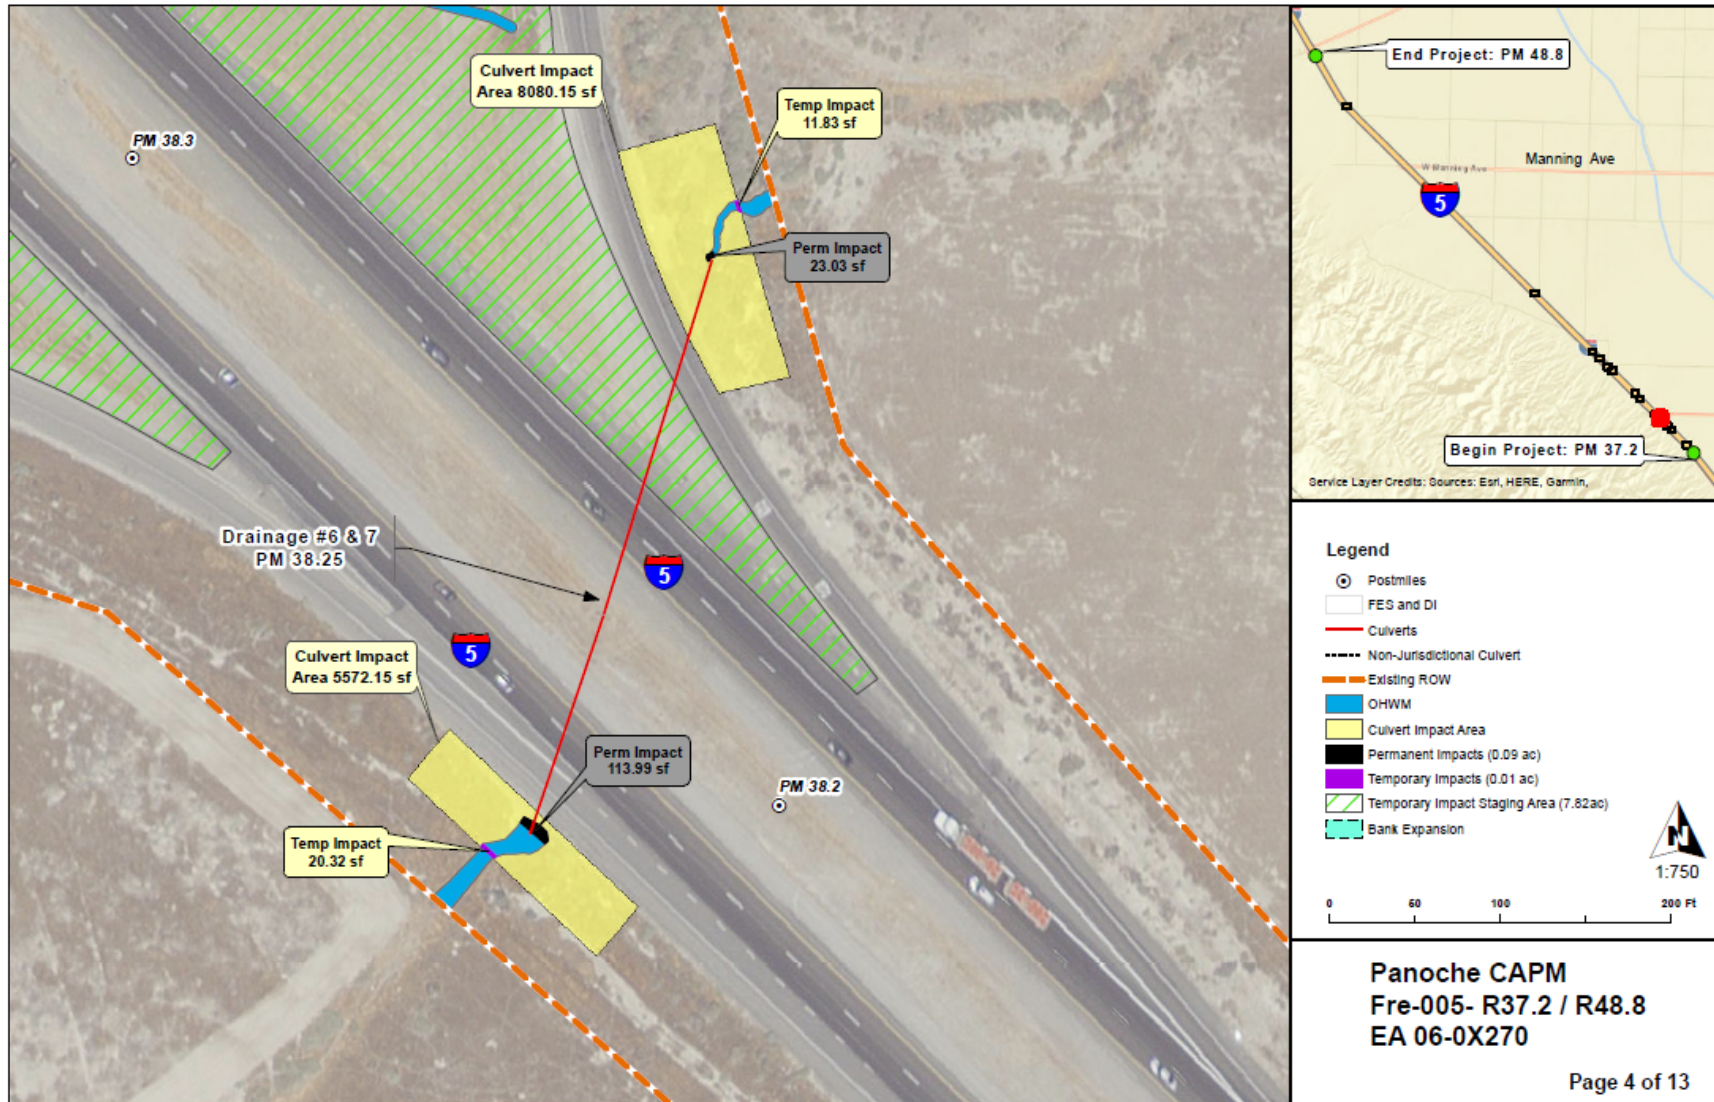 Culvert Impact
Area 8080.15 sf
Temp Impact
11.83 sf
PM 38.3
Perm Impact
23.03 sf
Drainage #6 & 7
PM 38.25
5
5
Culvert Impact
Area 5572.15 sf
Perm Impact
113.99 sf
PM 38.2
Temp Impact
20.32 sf
End Project: PM 48.8
Manning Ave
W Manning Ave
5
Begin Project: PM 37.2
Service Layer Credits: Sources: Esri, HERE, Garmin,
Legend
Postmiles
FES and DI
Culverts
Non-Jurisdictional Culvert
Existing ROW
OHWM
Culvert Impact Area
Permanent Impacts (0.09 ac)
Temporary Impacts (0.01 ac)
Temporary Impact Staging Area (7.82ac)
Bank Expansion
N
1:750
0 50 100 200 Ft
Panoche CAPM
Fre-005- R37.2 / R48.8
EA 06-0X270
Page 4 of 13